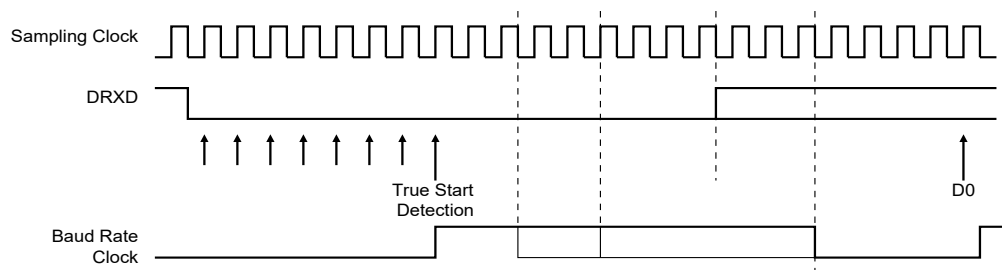 Sampling Clock
DRXD
True Start
Detection
D0
Baud Rate
Clock